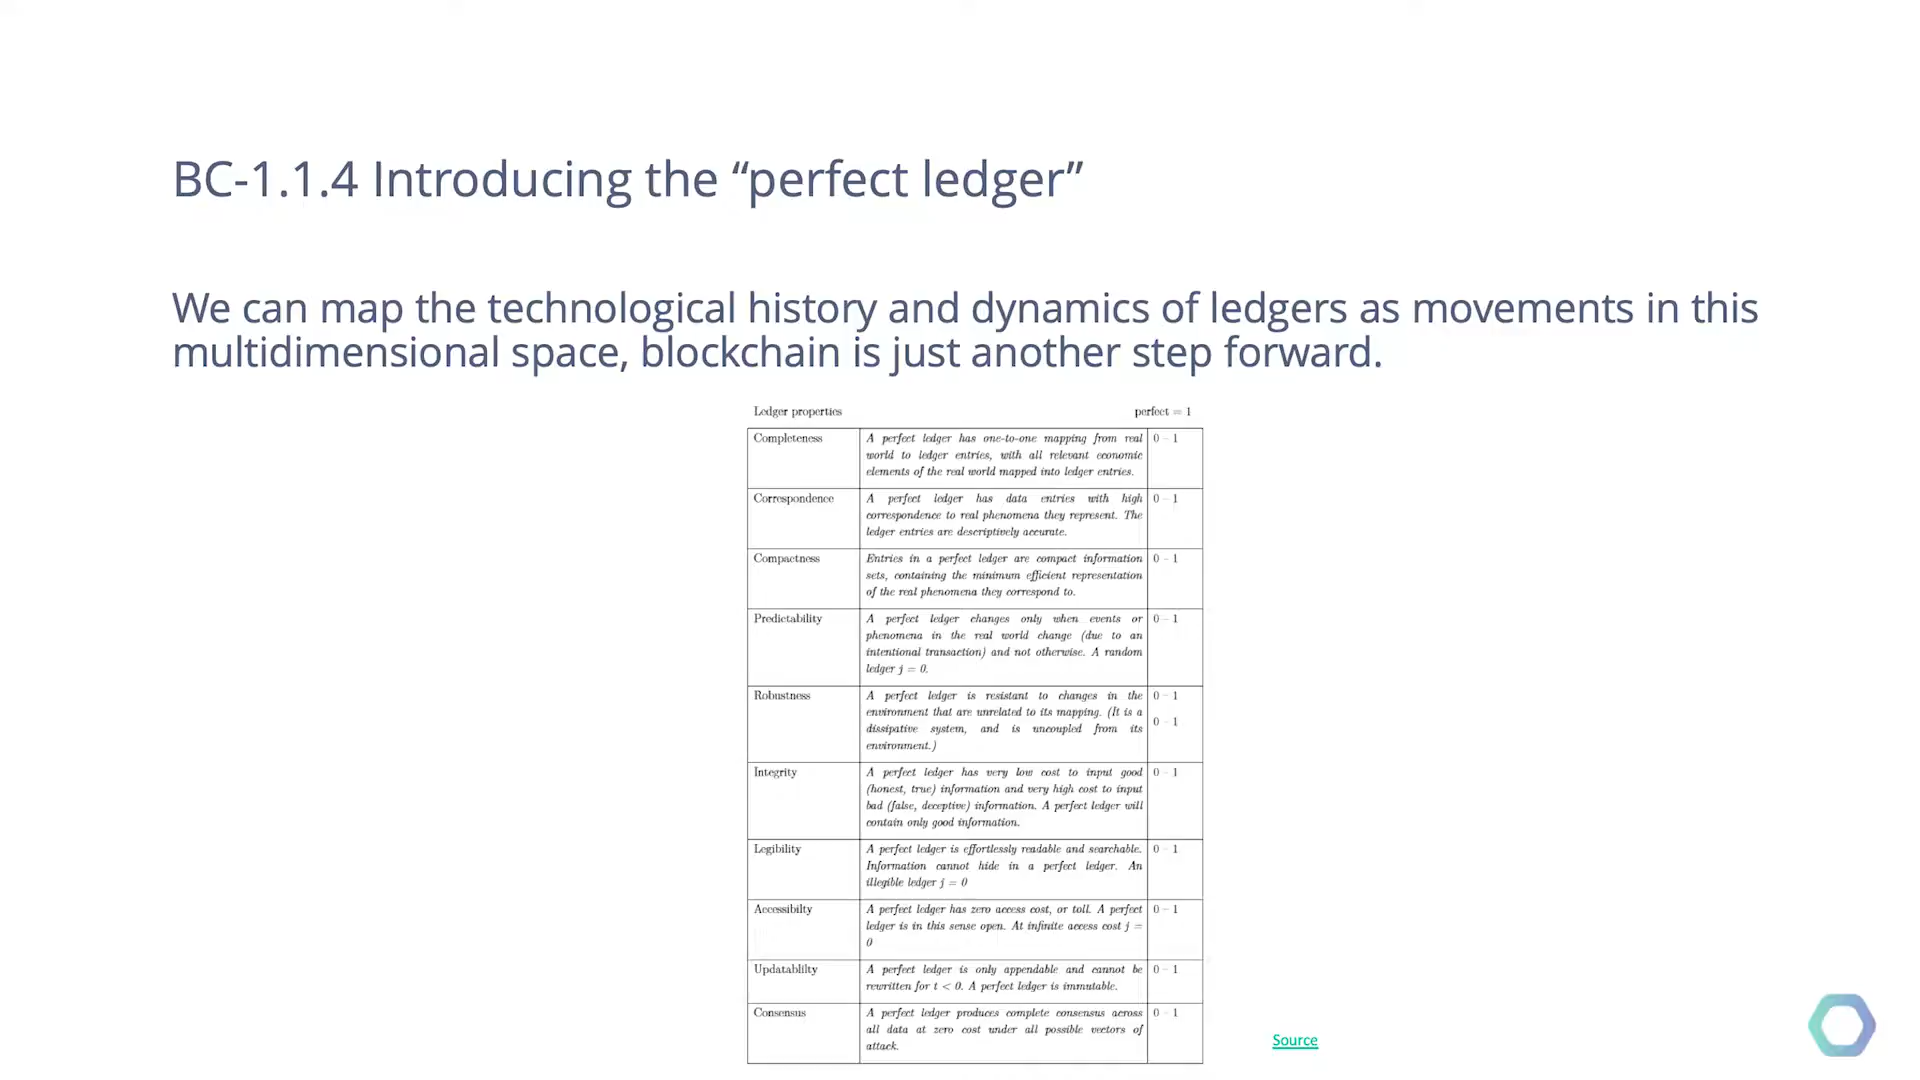 BC-1.1.4 Introducing the “perfect ledger”
We can map the technological history and dynamics of ledgers as movements in this
multidimensional space, blockchain is just another step forward.
Ledger properties perfect = 1
Completeness A perfect ledger has one-to-one mapping from real 0 – 1
world to ledger entries, with all relevant economic
elements of the real world mapped into ledger entries.
Correspondence A perfect ledger has data entries with high 0 – 1
correspondence to real phenomena they represent. The
ledger entries are descriptively accurate.
Compactness Entries in a perfect ledger are compact information 0 – 1
sets, containing the minimum efficient representation
of the real phenomena they correspond to.
Predictability A perfect ledger changes only when events or 0 – 1
phenomena in the real world change (due to an
intentional transaction) and not otherwise. A random
ledger j = 0.
Robustness A perfect ledger is resistant to changes in the 0 – 1
environment that are unrelated to its mapping. (It is a 0 – 1
dissipative system, and is uncoupled from its
environment.)
Integrity A perfect ledger has very low cost to input good 0 – 1
(honest, true) information and very high cost to input
bad (false, deceptive) information. A perfect ledger will
contain only good information.
Legibility A perfect ledger is effortlessly readable and searchable. 0 – 1
Information cannot hide in a perfect ledger. An
illegible ledger j = 0
Accessibilty A perfect ledger has zero access cost, or toll. A perfect 0 – 1
ledger is in this sense open. At infinite access cost j =
0
Updatablilty A perfect ledger is only appendable and cannot be 0 – 1
rewritten for t < 0. A perfect ledger is immutable.
Consensus A perfect ledger produces complete consensus across 0 – 1
all data at zero cost under all possible vectors of
attack.
Source